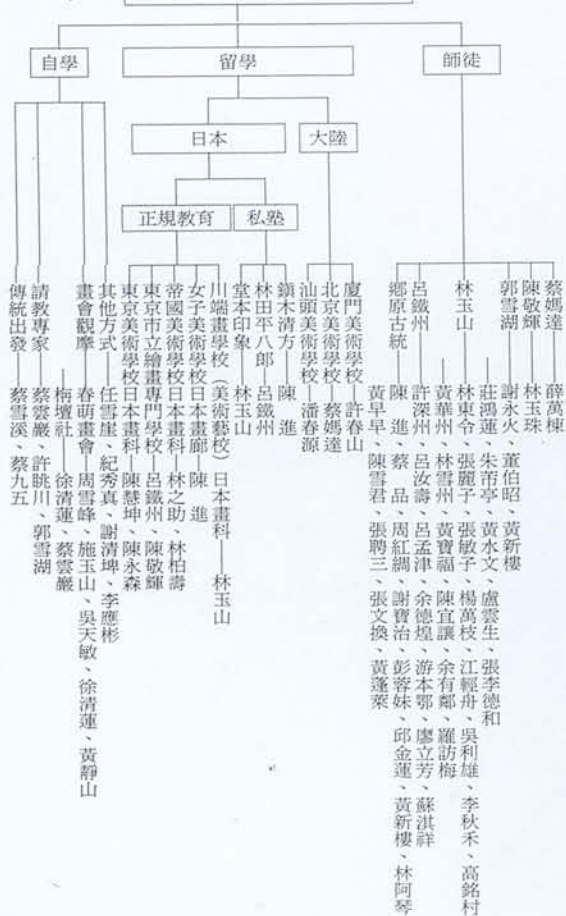 師徒
留學
自學
大陸
日本
私塾
正規教育
蔡媽達——薛萬棟
陳敬輝——林玉珠
郭雪湖——謝永火、董伯昭、黃新樓
林玉山——莊鴻蓮、朱芾亭、黃水文、盧雲生、張李德和
林東令、張麗子、張敏子、楊萬枝、江輕舟、吳利雄、李秋禾、高銘村
黃華州、林雪州、黃寶福、陳宜讓、余有鄰、羅訪梅
呂鐵州——許深州、呂汝濤、呂孟津、余德煌、游本鄂、廖立芳、蘇淇祥
鄉原古統——陳　進、蔡　品、周紅綢、謝寶治、彭蓉妹、邱金蓮、黃新樓、林阿琴
黃早早、陳雪君、張聘三、張文換、黃蓬萊
廈門美術學校——許春山
北京美術學校——蔡媽達
汕頭美術學校——潘春源
鏑木清方——陳　進
林田平八郎——呂鐵州
堂本印象——林玉山
川端畫學校（美術藝校）日本畫科——林玉山
女子美術學校日本畫廊——陳　進
帝國美術學校日本畫科——林之助、林柏壽
東京市立繪畫專門學校——呂鐵州、陳敬輝
東京美術學校日本畫科——陳慧坤、陳永森
其他方式——任雪崖、紀秀真、謝清埤、李應彬
畫會觀摩——春萌畫會——周雪峰、施玉山、吳天敏、徐清蓮、黃靜山
栴壇社——徐清蓮、蔡雲巖
請教專家——蔡雲巖、許眺川、郭雪湖
傳統出發——蔡雪溪、蔡九五